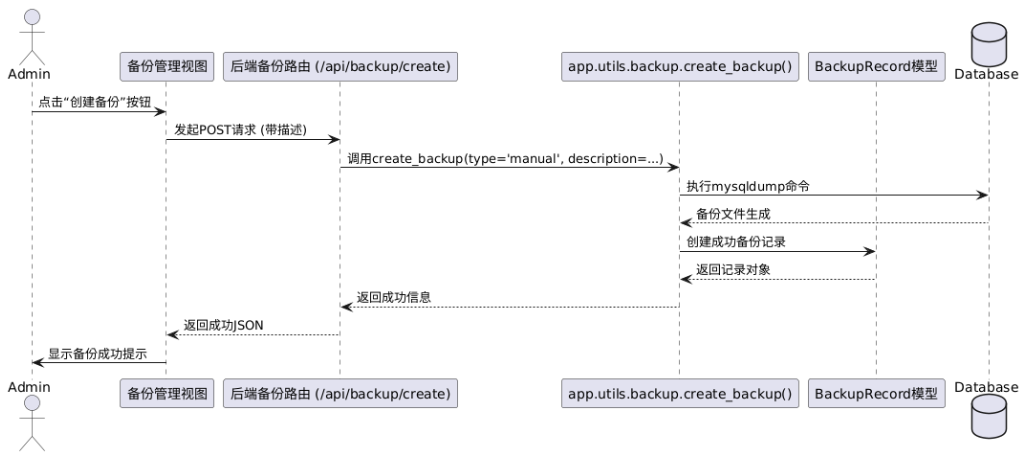 Admin
备份管理视图
后端备份路由 (/api/backup/create)
app.utils.backup.create_backup()
BackupRecord模型
Database
点击“创建备份”按钮
发起POST请求 (带描述)
调用create_backup(type='manual', description=...)
执行mysqldump命令
备份文件生成
创建成功备份记录
返回记录对象
返回成功信息
返回成功JSON
显示备份成功提示
Admin
备份管理视图
后端备份路由 (/api/backup/create)
app.utils.backup.create_backup()
BackupRecord模型
Database